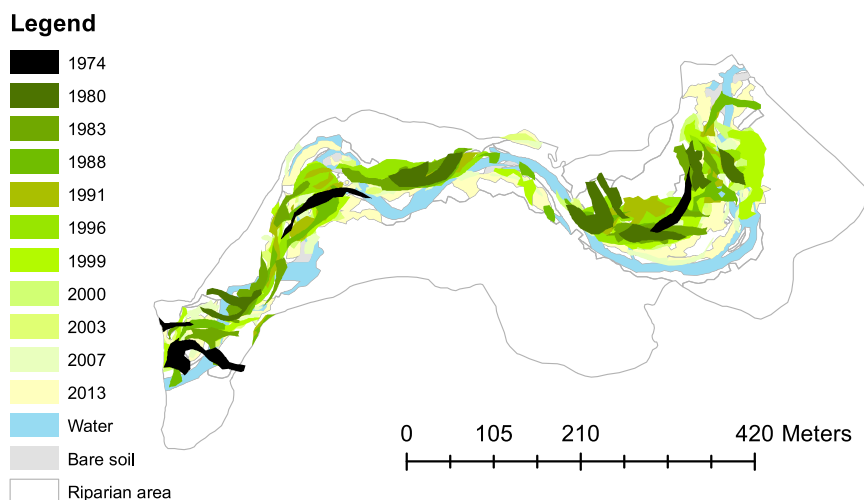 Legend
1974
1980
1983
1988
1991
1996
1999
2000
2003
2007
2013
Water
Bare soil
Riparian area
0 105 210 420 Meters